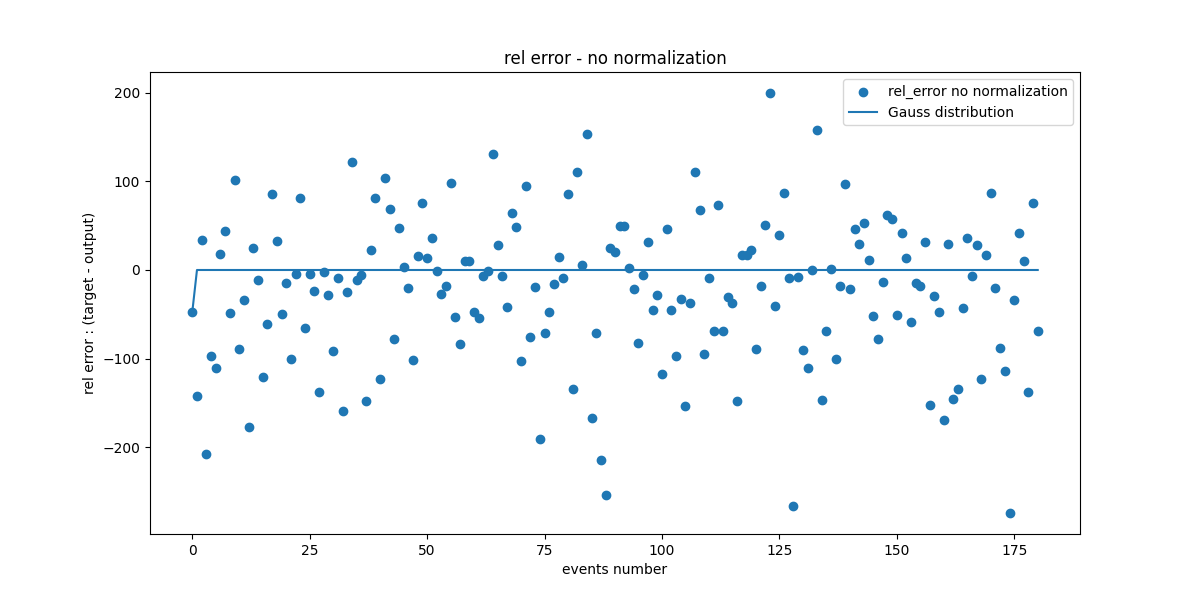 rel error - no normalization
rel_error no normalization
Gauss distribution
rel error : (target - output)
200
100
0
−100
−200
0
25
50
75
100
125
150
175
events number